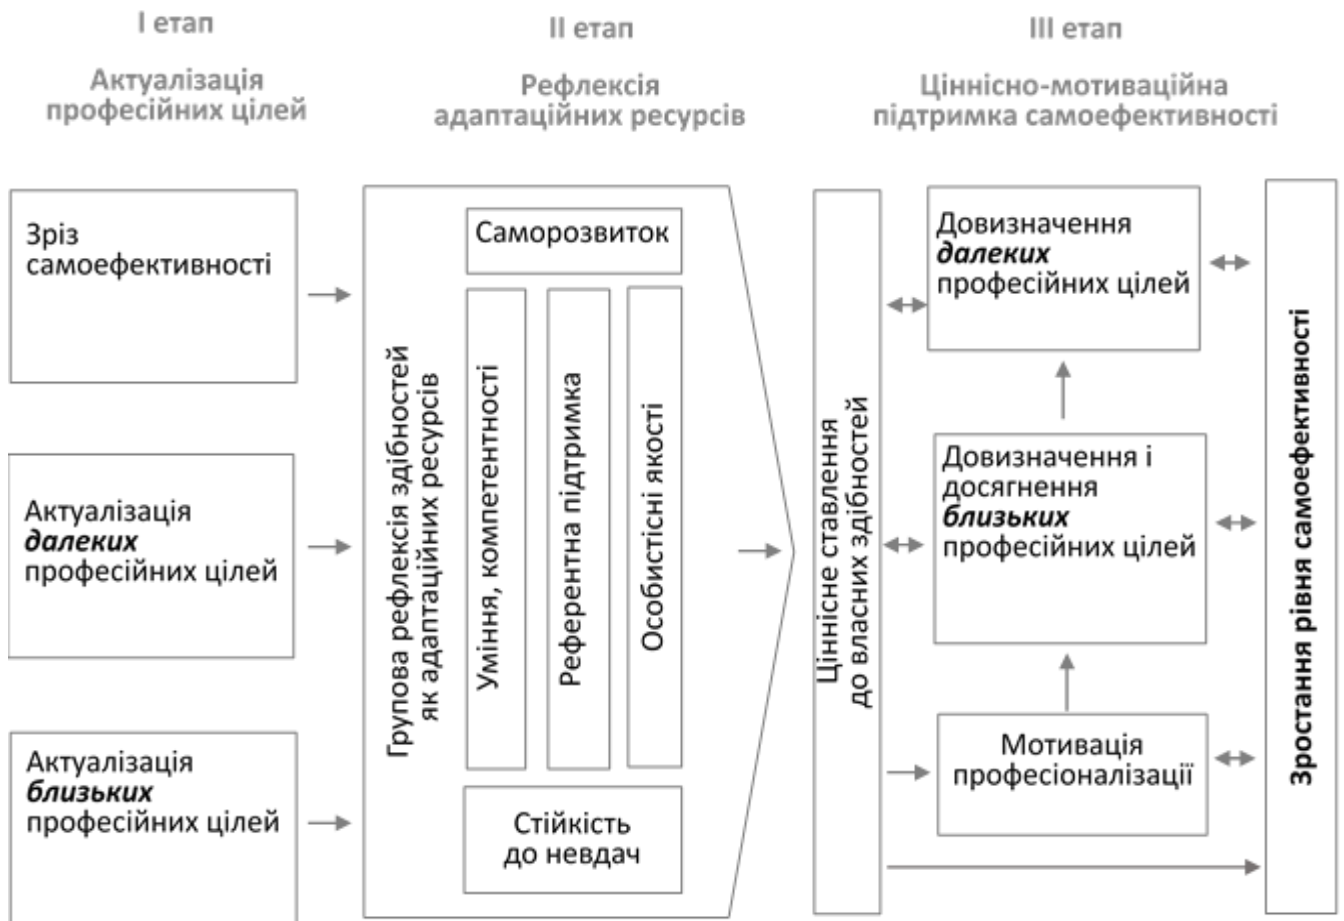 І етап
Актуалізація
професійних цілей
ІІ етап
Рефлексія
адаптаційних ресурсів
ІІІ етап
Ціннісно-мотиваційна
підтримка самоефективності
Зріз
самоефективності
Актуалізація
далеких
професійних цілей
Актуалізація
близьких
професійних цілей
Групова рефлексія здібностей
як адаптаційних ресурсів
Саморозвиток
Уміння, компетентності
Референтна підтримка
Особистісні якості
Стійкість
до невдач
Ціннісне ставлення
до власних здібностей
Довизначення
далеких
професійних цілей
Довизначення і
досягнення
близьких
професійних цілей
Мотивація
професіоналізації
Зростання рівня самоефективності